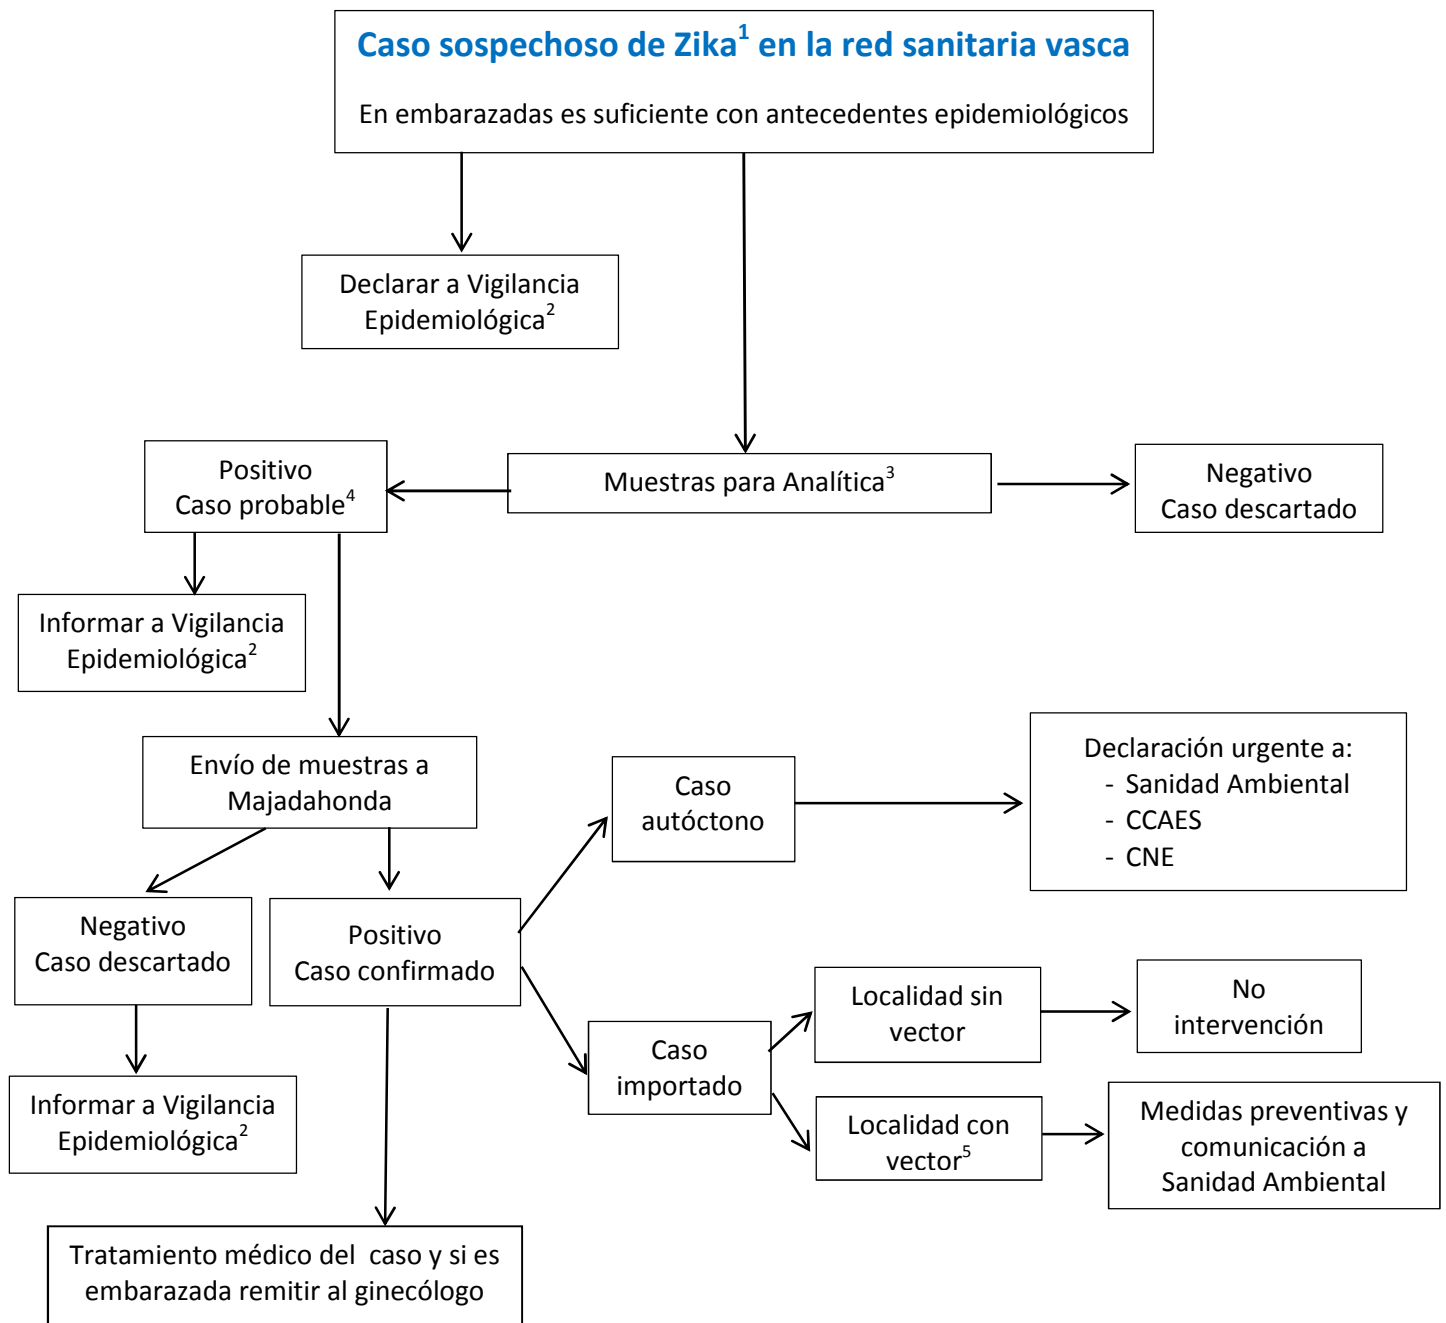 Caso sospechoso de Zika¹ en la red sanitaria vasca
En embarazadas es suficiente con antecedentes epidemiológicos
Declarar a Vigilancia
Epidemiológica²
Positivo
Caso probable⁴
Muestras para Analítica³
Negativo
Caso descartado
Informar a Vigilancia
Epidemiológica²
Envío de muestras a
Majadahonda
Caso
autóctono
Declaración urgente a:
- Sanidad Ambiental
- CCAES
- CNE
Negativo
Caso descartado
Positivo
Caso confirmado
Localidad sin
vector
No
intervención
Caso
importado
Informar a Vigilancia
Epidemiológica²
Localidad con
vector⁵
Medidas preventivas y
comunicación a
Sanidad Ambiental
Tratamiento médico del caso y si es
embarazada remitir al ginecólogo